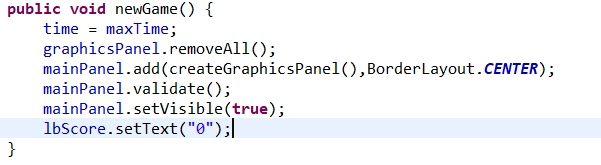 public void newGame() {
time = maxTime;
graphicsPanel.removeAll();
mainPanel.add(createGraphicsPanel(),BorderLayout.CENTER);
mainPanel.validate();
mainPanel.setVisible(true);
lbScore.setText("0");
}